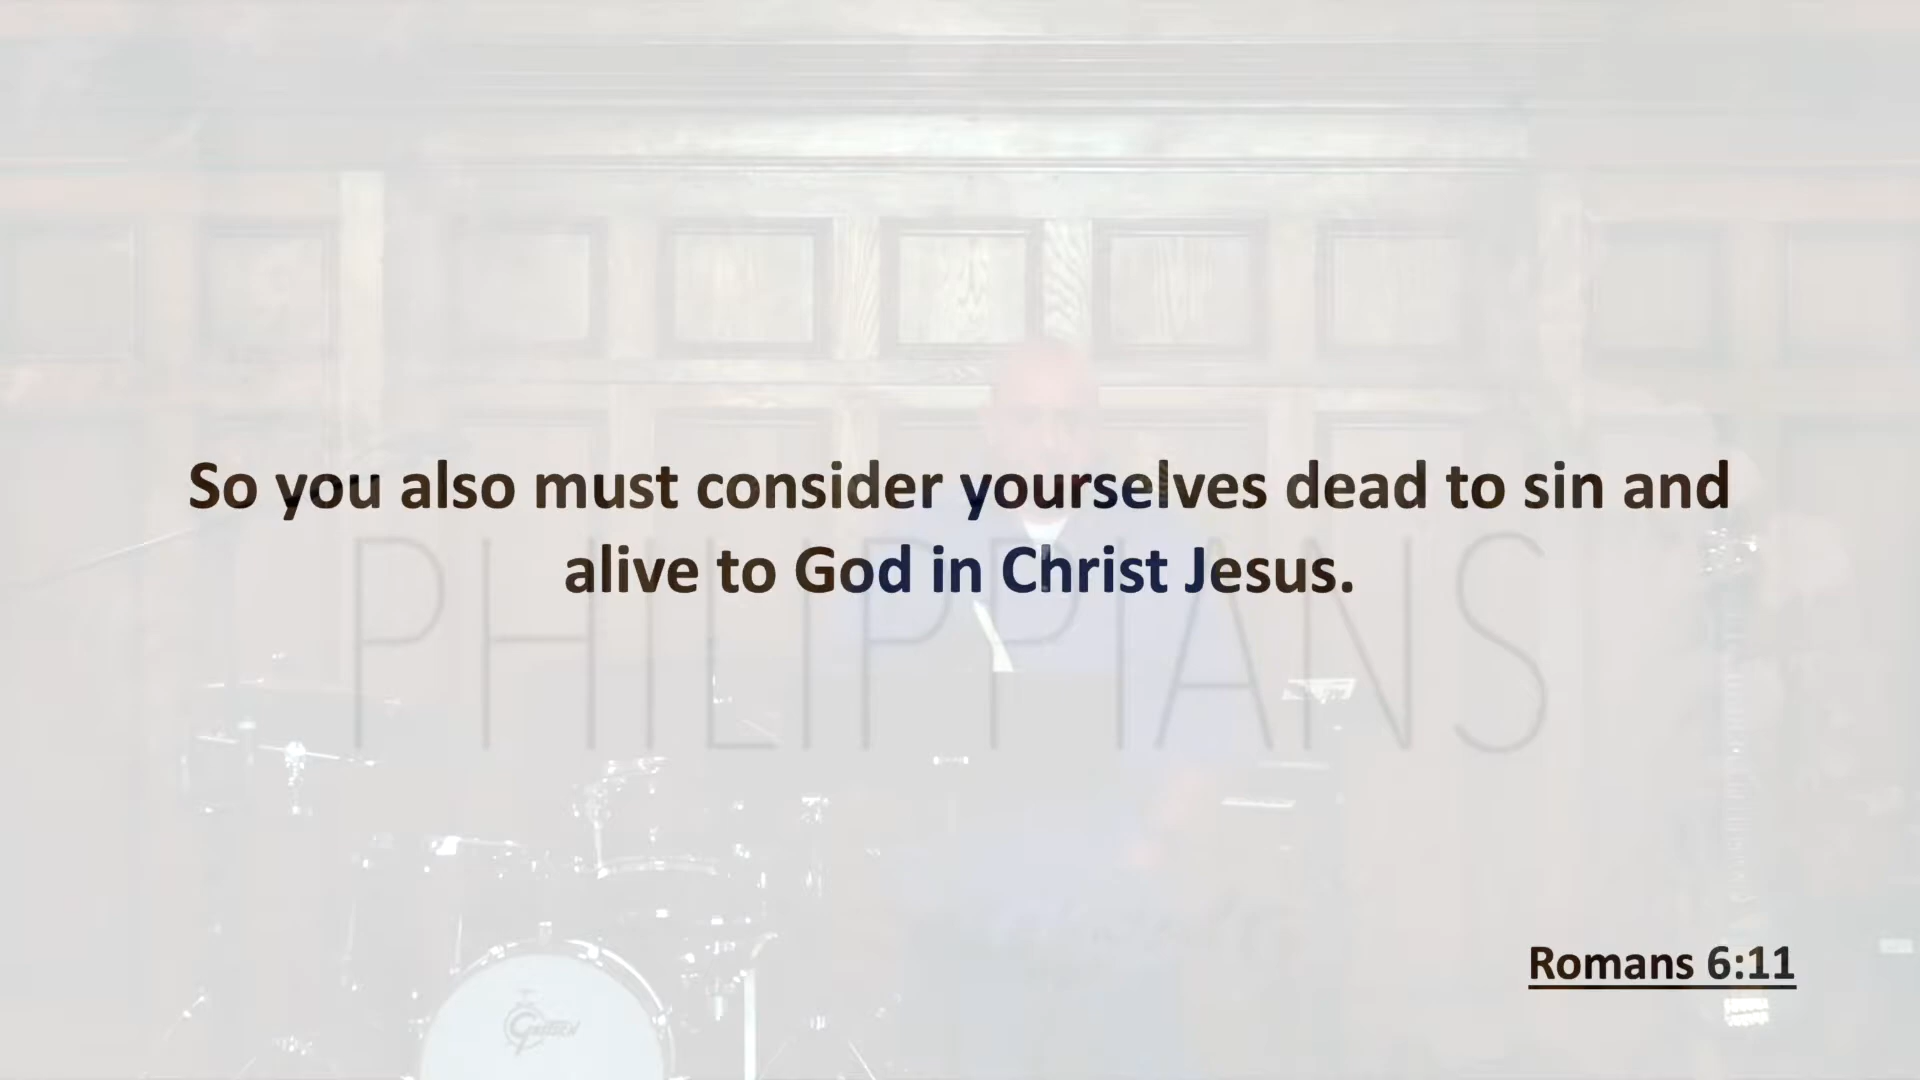 So you also must consider yourselves dead to sin and
alive to God in Christ Jesus.
PHILIPPIANS
Romans 6:11
GRETSCH